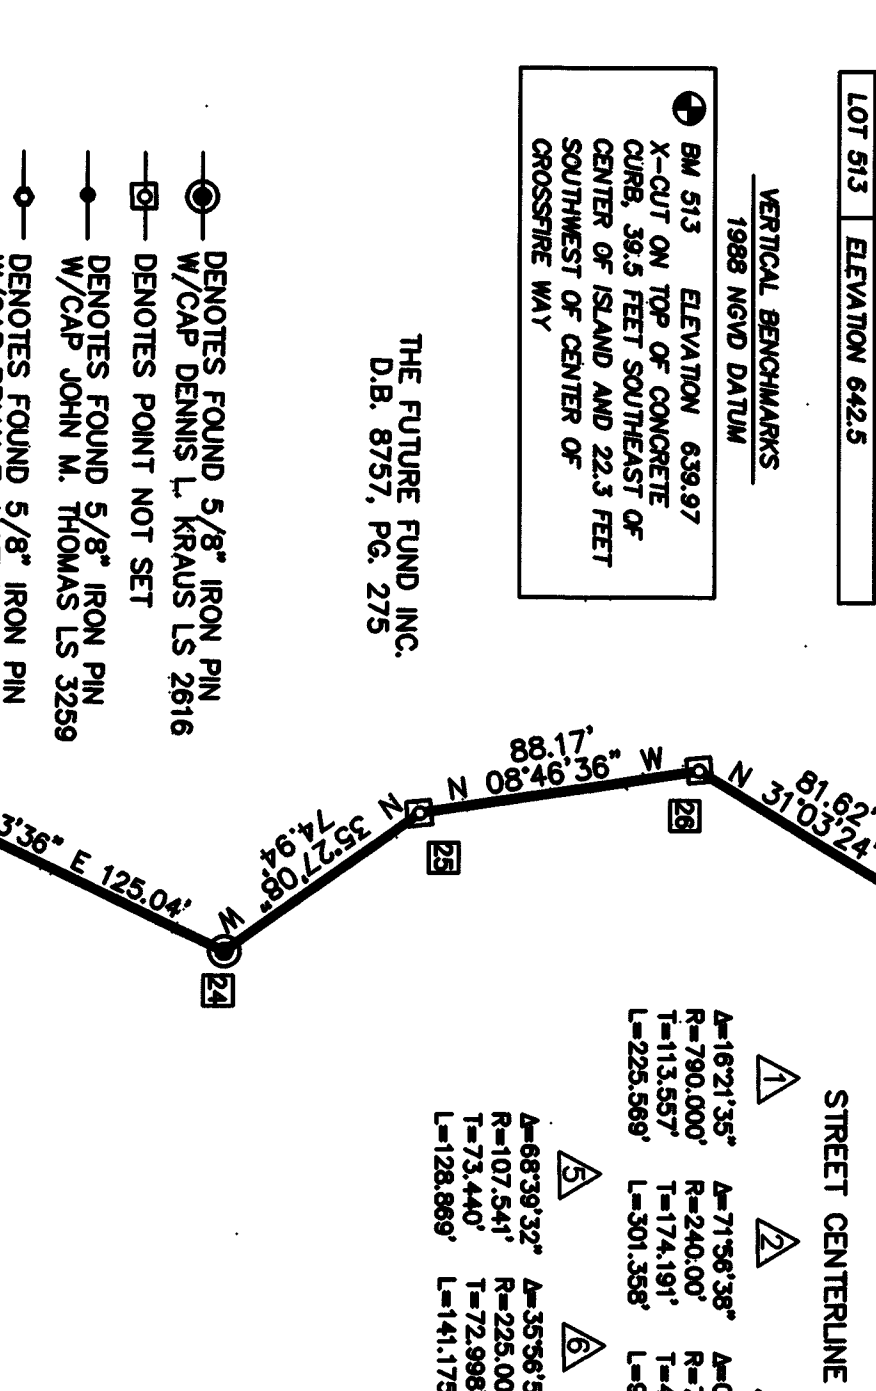 LOT 513 ELEVATION 642.5
VERTICAL BENCHMARKS
1988 NGVD DATUM
BM 513 ELEVATION 639.97
X-CUT ON TOP OF CONCRETE
CURB, 39.5 FEET SOUTHEAST OF
CENTER OF ISLAND AND 22.3 FEET
SOUTHWEST OF CENTER OF
CROSSFIRE WAY
THE FUTURE FUND INC.
D.B. 8757, PG. 275
DENOTES FOUND 5/8" IRON PIN
W/CAP DENNIS L. KRAUS LS 2616
DENOTES POINT NOT SET
DENOTES FOUND 5/8" IRON PIN
W/CAP JOHN M. THOMAS LS 3259
DENOTES FOUND 5/8" IRON PIN
81.62'
N 31°03'24"
26
88.17'
N 08°46'36" W
25
N 35°27'08" W
74.94'
24
3'36" E 125.04'
STREET CENTERLINE
1
Δ=16°21'35"
R=790.000'
T=113.557'
L=225.569'
2
Δ=71°56'38"
R=240.00'
T=174.191'
L=301.358'
5
Δ=68°39'32"
R=107.541'
T=73.440'
L=128.869'
6
Δ=35°56'5
R=225.00
T=72.998
L=141.175